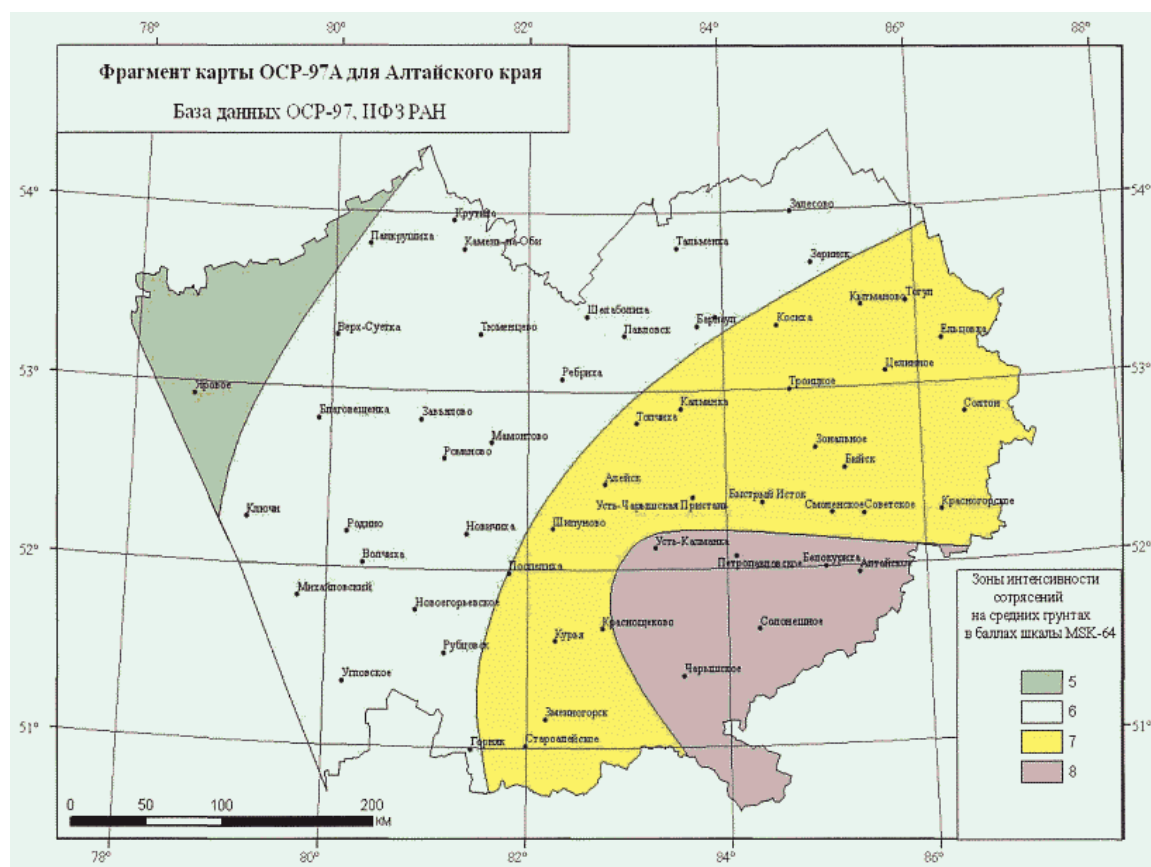 78°
80°
82°
84°
86°
88°
Фрагмент карты ОСР-97А для Алтайского края
База данных ОСР-97, ИФЗ РАН
54°
54°
Залесово
Крутиха
Панкрушиха
Камень-на-Оби
Тальменка
Заринск
Кытманово
Тогул
Шелаболиха
Верх-Суетка
Тюменцево
Павловск
Барнаул
Косиха
Ельцовка
53°
53°
Целинное
Ребриха
Яровое
Троицкое
Благовещенка
Завьялово
Калманка
Солтон
Топчиха
Мамонтово
Романово
Зональное
Бийск
Алейск
Быстрый Исток
Усть-Чарышская Пристань
Смоленское
Советское
Красногорское
Ключи
Родино
Новичиха
Шипуново
52°
52°
Усть-Калманка
Волчиха
Поспелиха
Петропавловское
Белокуриха
Алтайское
Михайловский
Новоегорьевское
Краснощеково
Солонешное
Курья
Рубцовск
Чарышское
Угловское
Змеиногорск
51°
51°
Горняк
Староалейское
Зоны интенсивности
сотрясений
на средних грунтах
в баллах шкалы MSK-64
5
6
7
8
0
50
100
200
КМ
78°
80°
82°
84°
86°